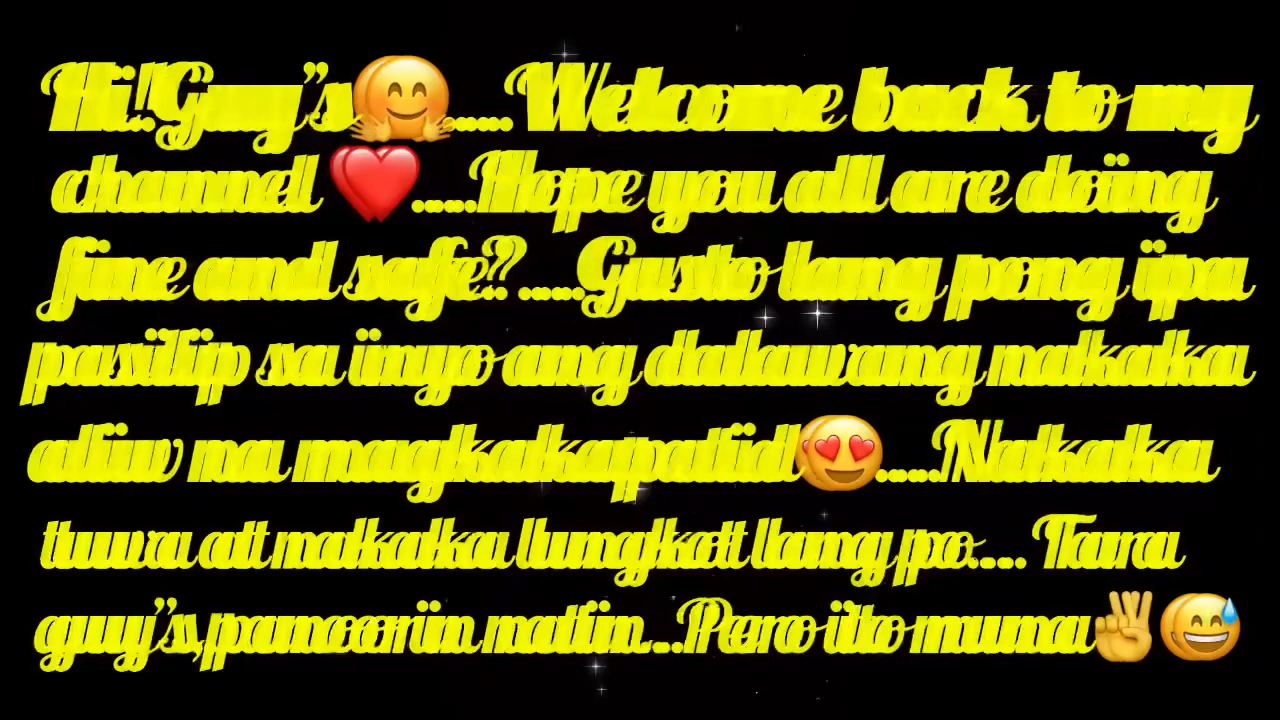 Hi!Guy's🤗.....Welcome back to my
channel ❤️.....Hope you all are doing
fine and safe? .....Gusto lang pong ipa
pasilip sa inyo ang dalawang nakaka
aliw na magkakapatid😍.....Nakaka
tuwa at nakaka lungkot lang po..... Tara
guy's,panoorin natin...Pero ito muna✌️😅